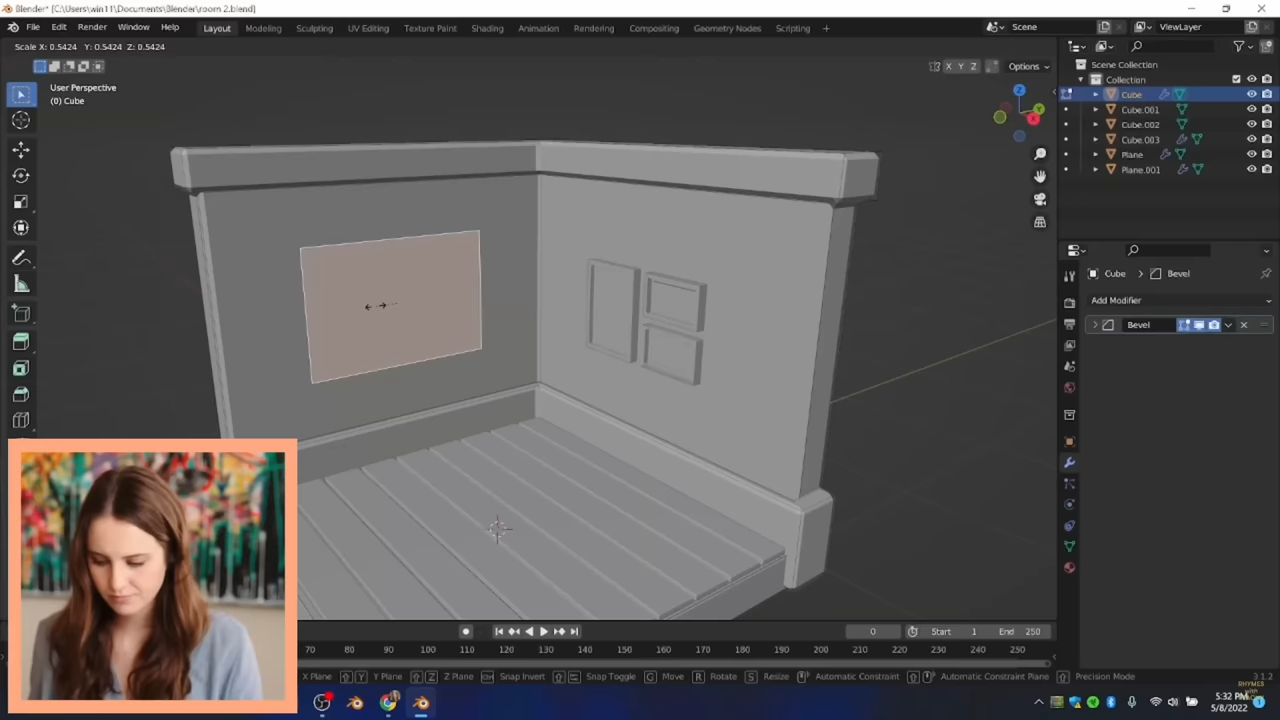 Blender* [C:\Users\win11\Documents\Blender\room 2.blend]
File Edit Render Window Help Layout Modeling Sculpting UV Editing Texture Paint Shading Animation Rendering Compositing Geometry Nodes Scripting + Scene ViewLayer
Scale X: 0.5424 Y: 0.5424 Z: 0.5424
X Y Z Options
Scene Collection
User Perspective
(0) Cube
Collection
Cube
Cube.001
Cube.002
Cube.003
Plane
Plane.001
Z
Y
X
Cube > Bevel
Add Modifier
Bevel
0 Start 1 End 250
70 80 90 100 110 120 130 140 150 160 170 180 190 200 210 220 230 240 250
X Plane Y Y Plane Z Z Plane Snap Invert Snap Toggle G Move R Rotate S Resize Automatic Constraint Automatic Constraint Plane Precision Mode 3.1.2
5:32 PM
5/8/2022
RHYMES